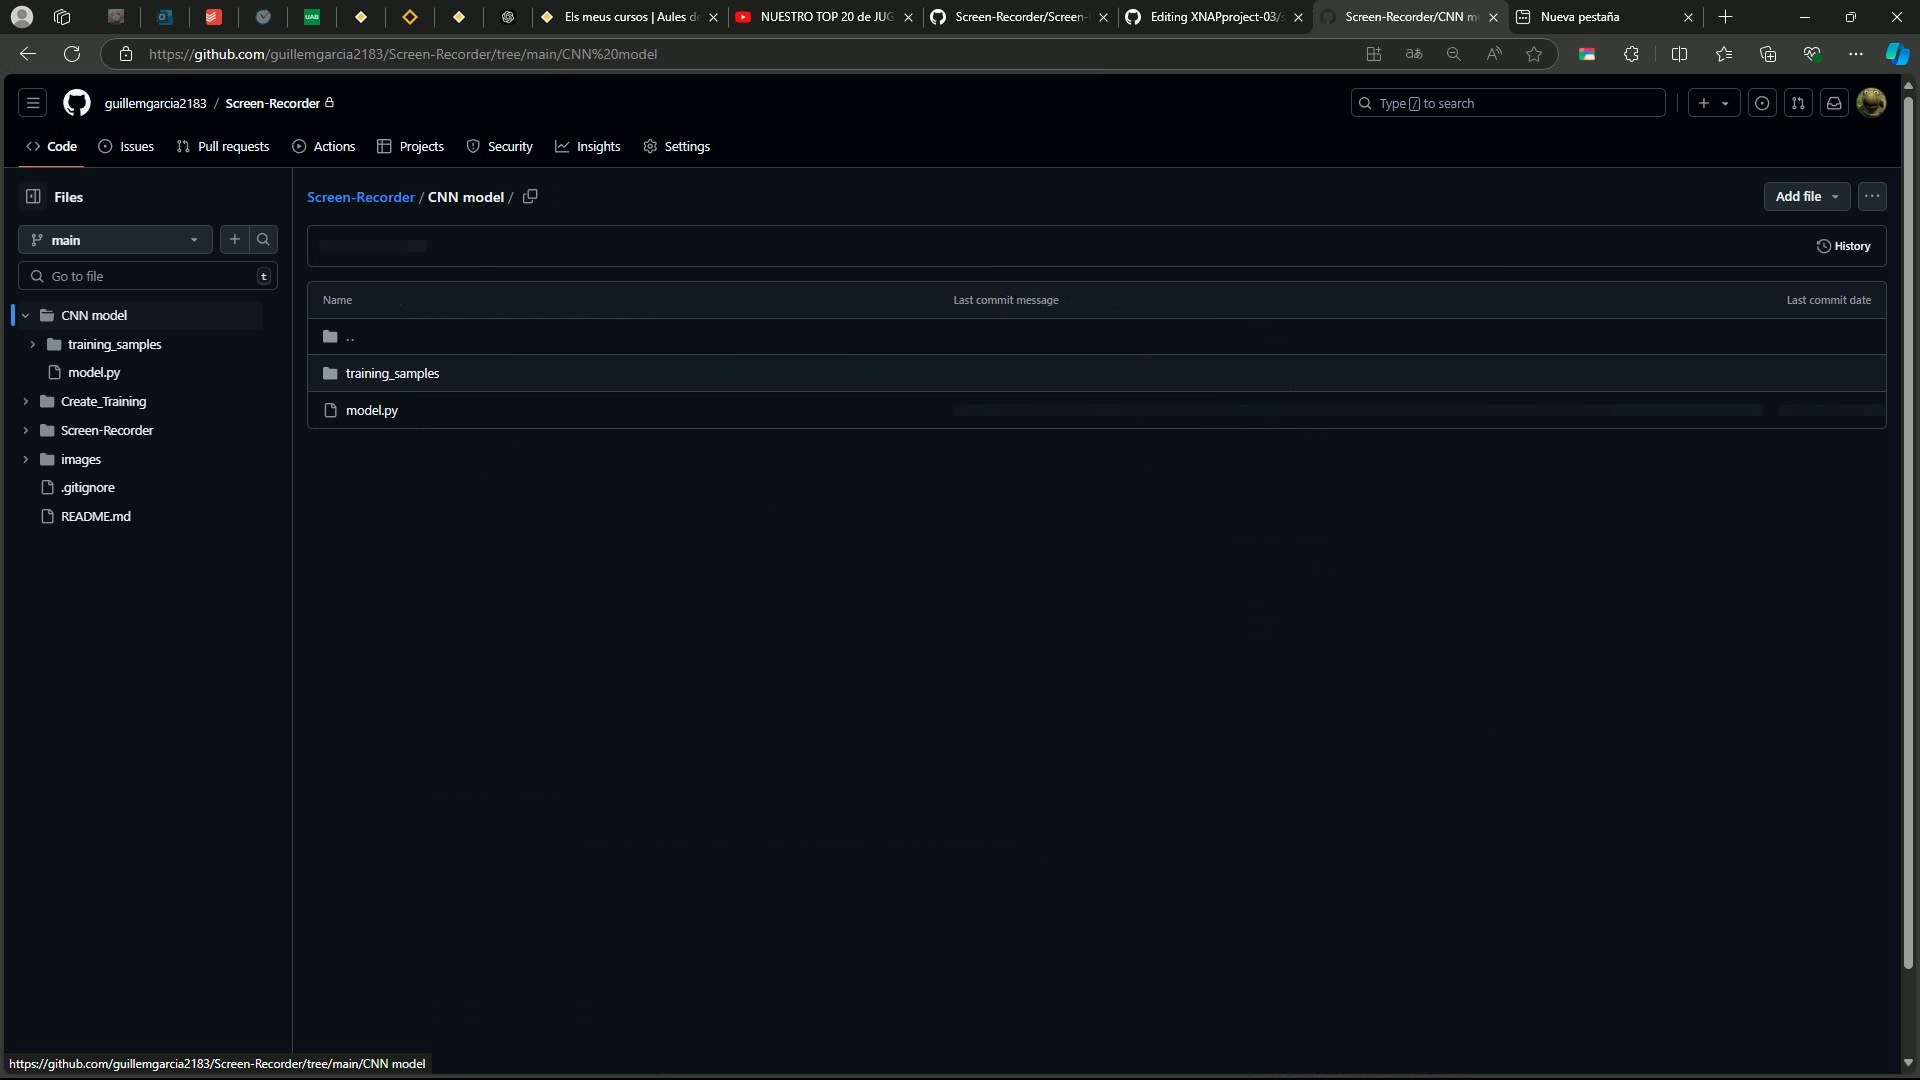 UAB
Els meus cursos | Aules d
NUESTRO TOP 20 de JUG
Screen-Recorder/Screen-
Editing XNAPproject-03/s
Screen-Recorder/CNN m
Nueva pestaña
https://github.com/guillemgarcia2183/Screen-Recorder/tree/main/CNN%20model
guillemgarcia2183 / Screen-Recorder
Type / to search
Code
Issues
Pull requests
Actions
Projects
Security
Insights
Settings
Files
Screen-Recorder / CNN model /
Add file
main
History
Go to file
t
Name
Last commit message
Last commit date
CNN model
training_samples
model.py
Create_Training
Screen-Recorder
images
.gitignore
README.md
..
training_samples
model.py
https://github.com/guillemgarcia2183/Screen-Recorder/tree/main/CNN model